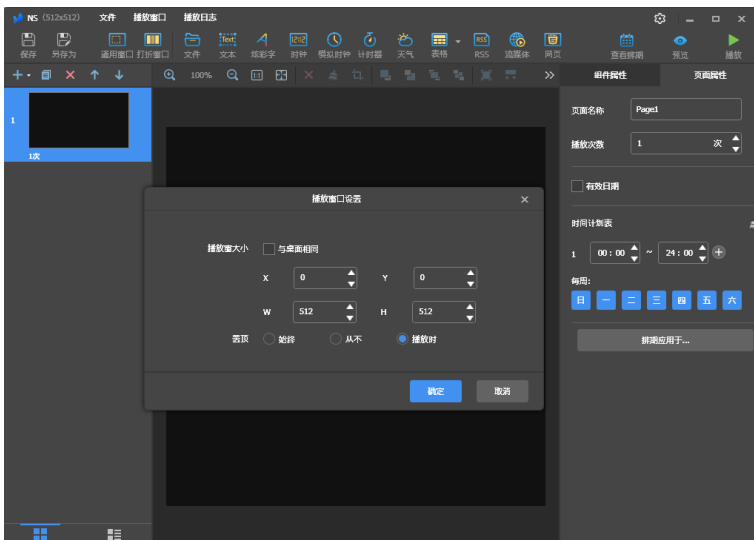 NS (512x512) 文件 播放窗口 播放日志
保存 另存为 通用窗口 打折窗口 文件 Text 文本 炫彩字 12:12 时钟 模拟时钟 计时器 天气 表格 RSS RSS 流媒体 网页 查看排期 预览 播放
100% 1:1 组件属性 页面属性
1
1次
页面名称 Page1
播放次数 1 次
有效日期
时间计划表
1 00:00 ~ 24:00
每周:
日 一 二 三 四 五 六
排期应用于...
播放窗口设置
播放窗大小 与桌面相同
X 0 Y 0
W 512 H 512
置顶 始终 从不 播放时
确定 取消